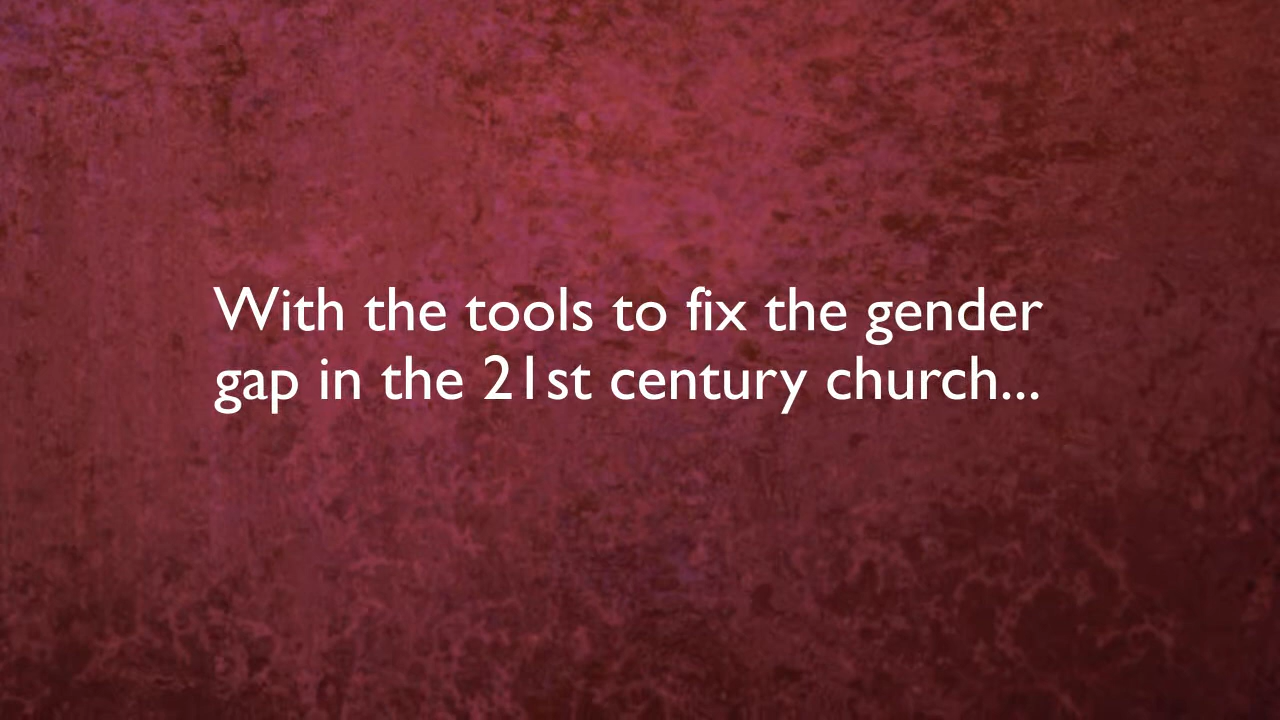 With the tools to fix the gender
gap in the 21st century church...